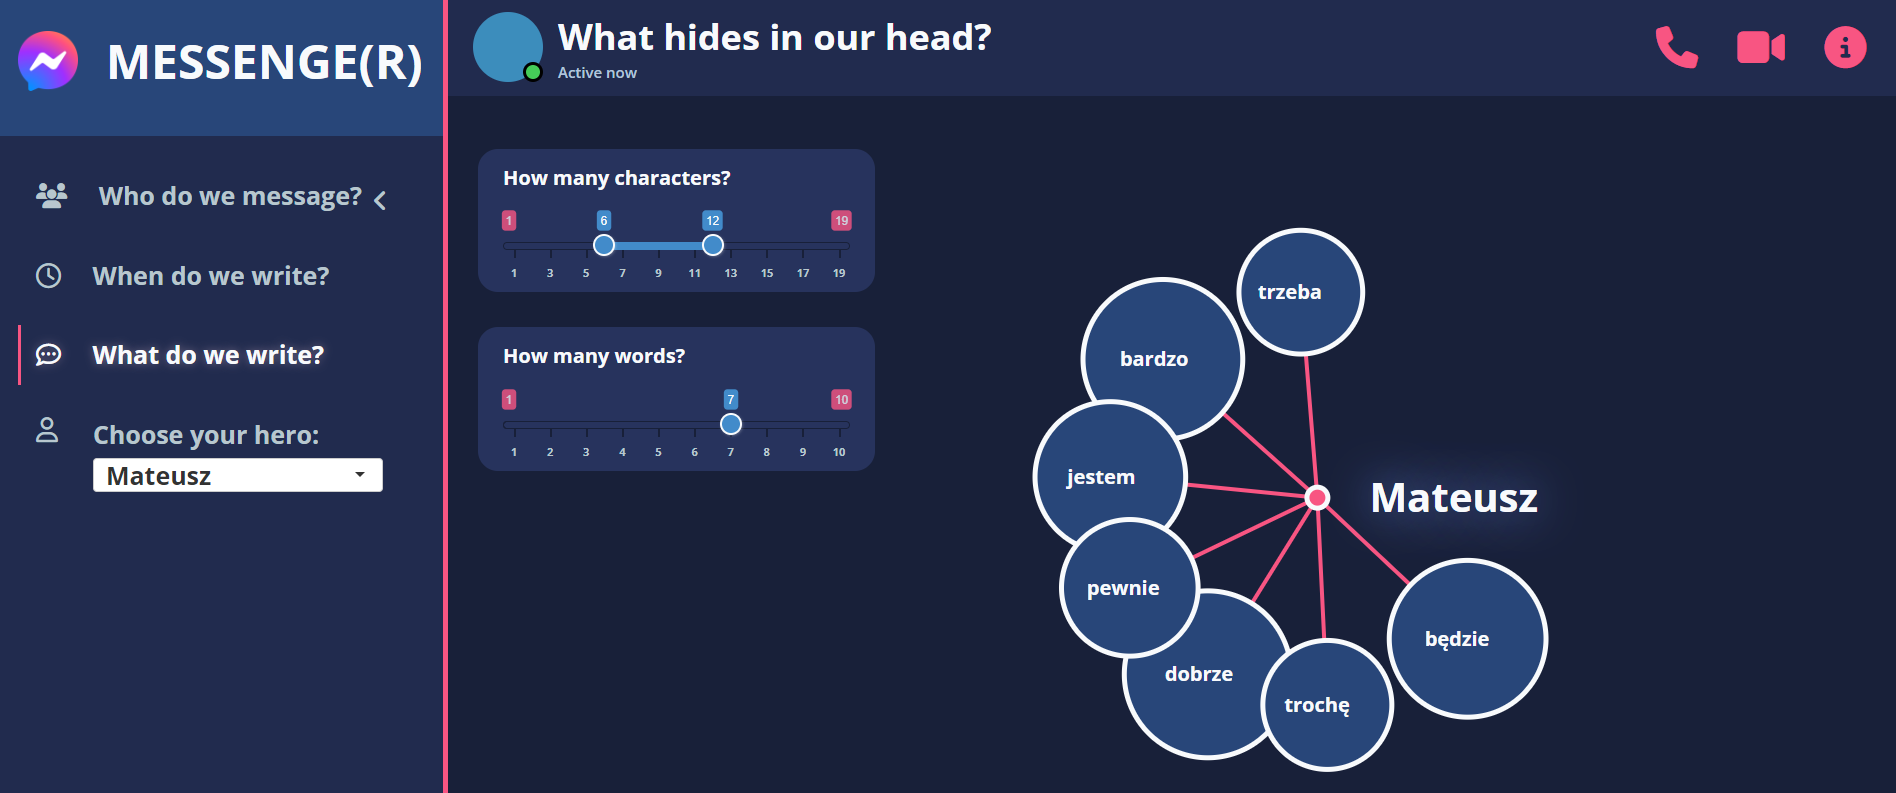 MESSENGE(R)
Who do we message?
When do we write?
What do we write?
Choose your hero:
Mateusz
What hides in our head?
Active now
How many characters?
1 6 12 19
1 3 5 7 9 11 13 15 17 19
How many words?
1 7 10
1 2 3 4 5 6 7 8 9 10
trzeba
bardzo
jestem
Mateusz
pewnie
będzie
dobrze
trochę